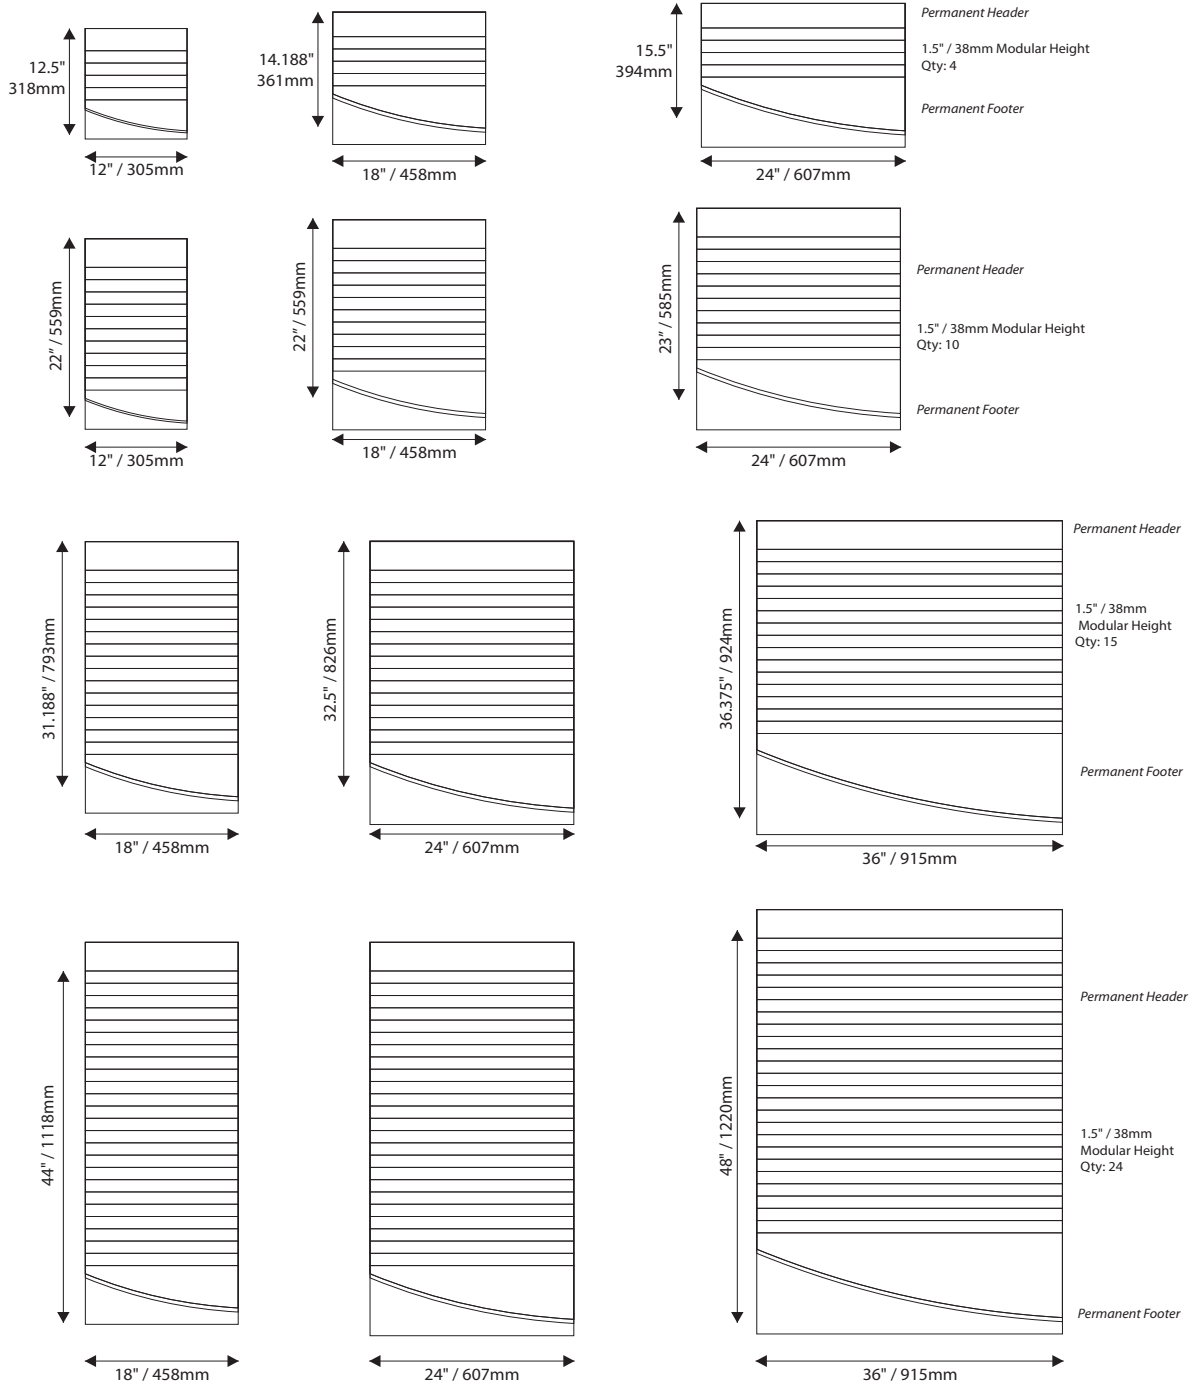 12.5"
318mm
12" / 305mm
14.188"
361mm
18" / 458mm
15.5"
394mm
24" / 607mm
Permanent Header
1.5" / 38mm Modular Height
Qty: 4
Permanent Footer
22" / 559mm
12" / 305mm
22" / 559mm
18" / 458mm
23" / 585mm
24" / 607mm
Permanent Header
1.5" / 38mm Modular Height
Qty: 10
Permanent Footer
31.188" / 793mm
18" / 458mm
32.5" / 826mm
24" / 607mm
36.375" / 924mm
36" / 915mm
Permanent Header
1.5" / 38mm
Modular Height
Qty: 15
Permanent Footer
44" / 1118mm
18" / 458mm
24" / 607mm
48" / 1220mm
36" / 915mm
Permanent Header
1.5" / 38mm
Modular Height
Qty: 24
Permanent Footer